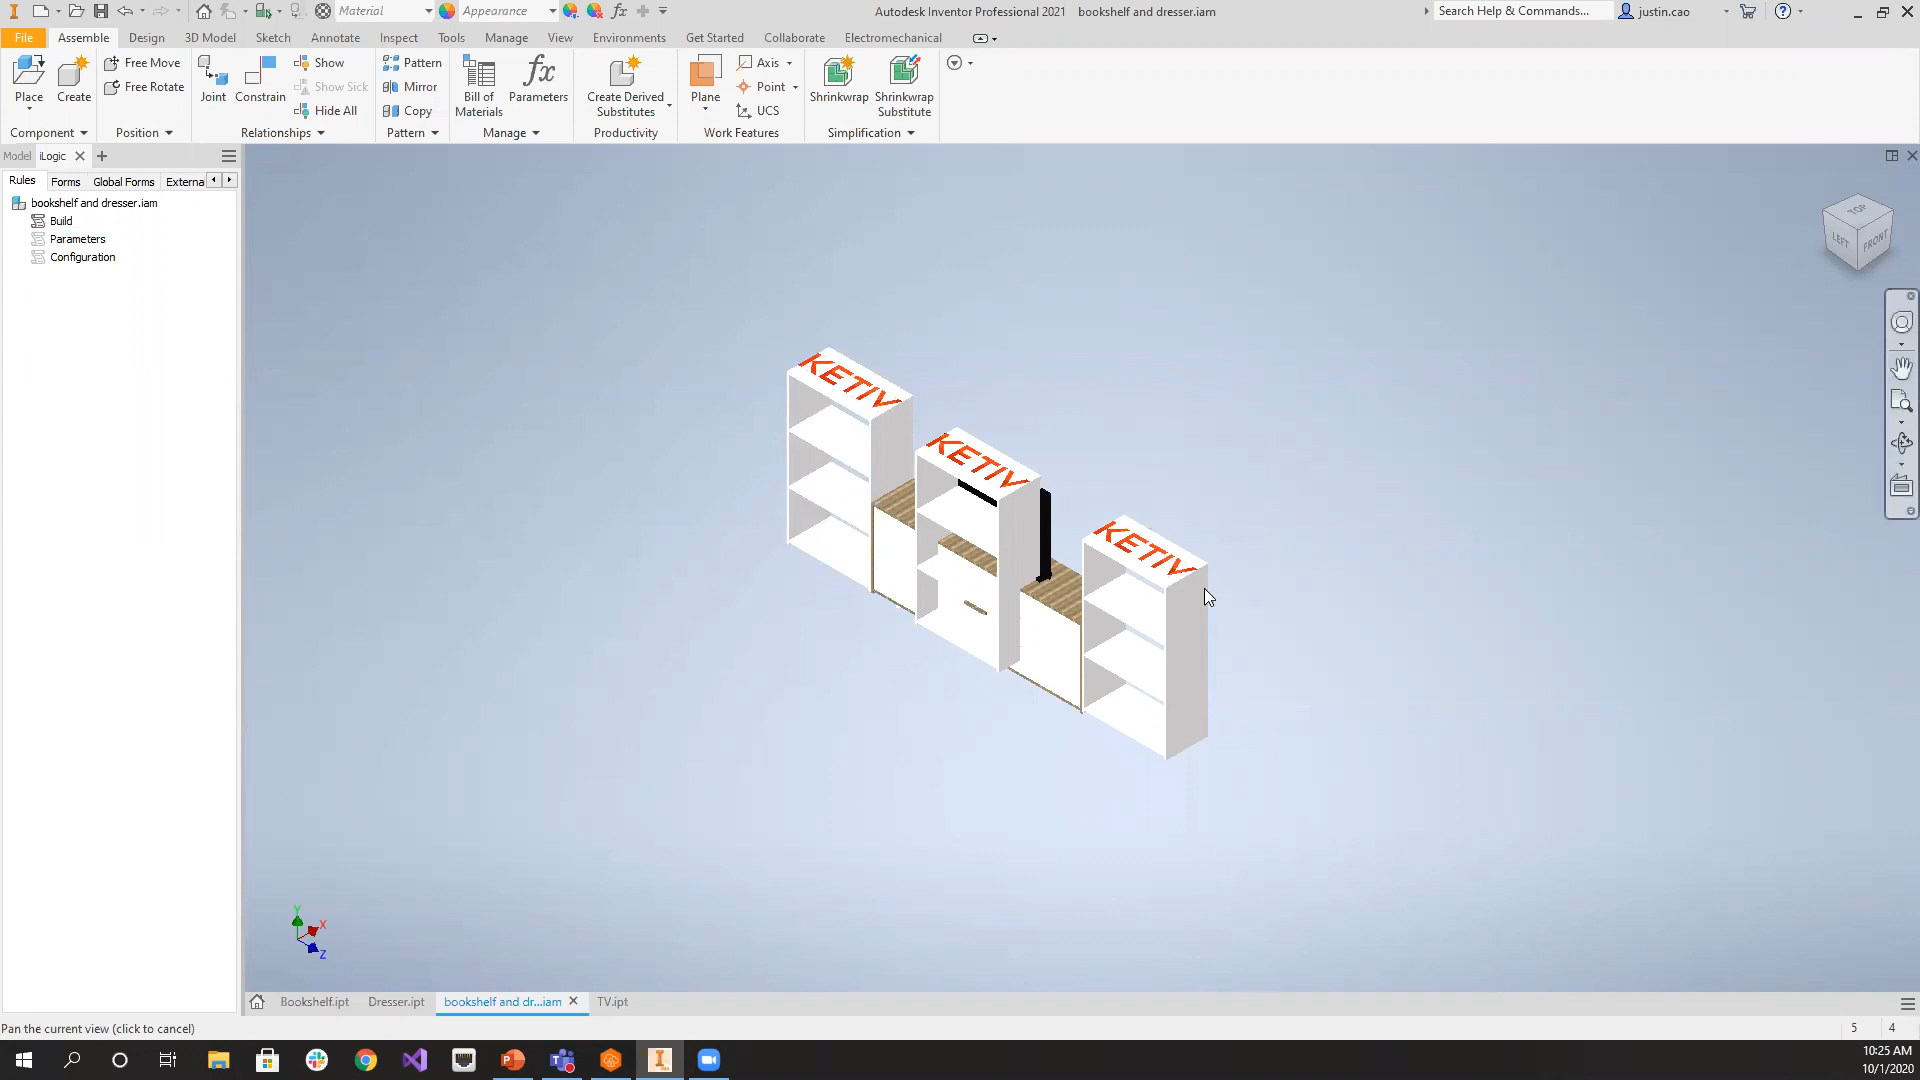 Material
Appearance
fx
Autodesk Inventor Professional 2021 bookshelf and dresser.iam
Search Help & Commands...
justin.cao
File Assemble Design 3D Model Sketch Annotate Inspect Tools Manage View Environments Get Started Collaborate Electromechanical
Place
Create
Free Move
Free Rotate
Joint
Constrain
Show
Show Sick
Hide All
Pattern
Mirror
Copy
Bill of
Materials
fx
Parameters
Create Derived
Substitutes
Plane
Axis
Point
UCS
Shrinkwrap
Shrinkwrap
Substitute
Component Position Relationships Pattern Manage Productivity Work Features Simplification
Model iLogic
Rules Forms Global Forms Externa
bookshelf and dresser.iam
Build
Parameters
Configuration
TOP
LEFT
FRONT
KETIV
KETIV
KETIV
Y
X
Z
Bookshelf.ipt Dresser.ipt bookshelf and dr...iam TV.ipt
Pan the current view (click to cancel)
5 4
10:25 AM
10/1/2020